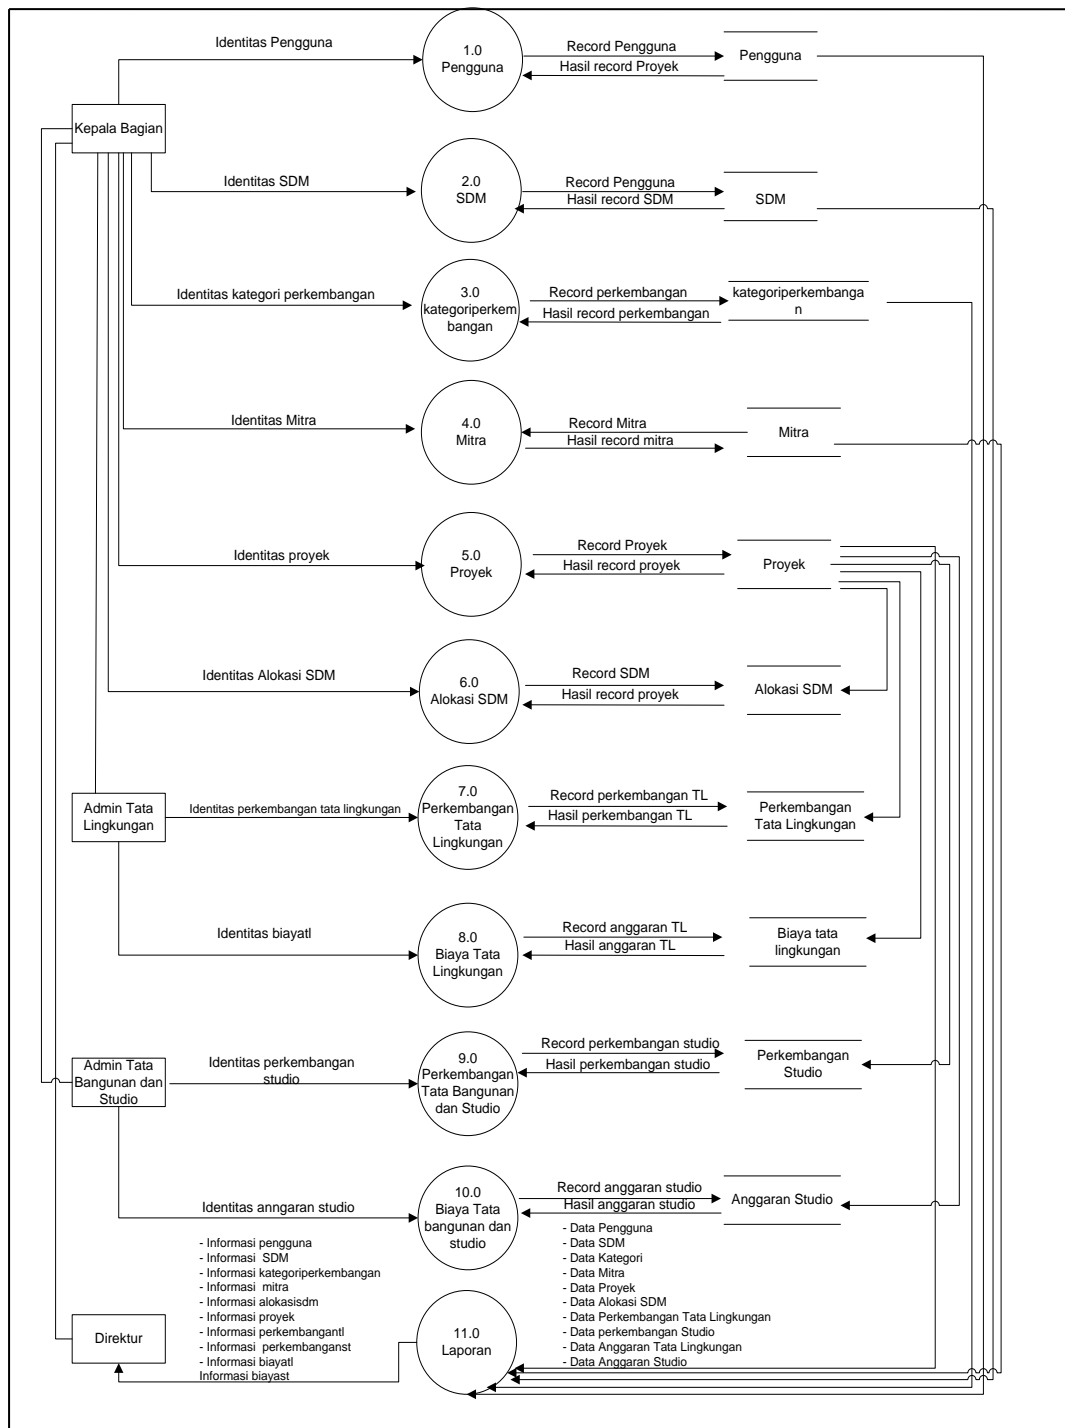 Identitas Pengguna
1.0
Pengguna
Record Pengguna
Hasil record Proyek
Pengguna
Kepala Bagian
Identitas SDM
2.0
SDM
Record Pengguna
Hasil record SDM
SDM
Identitas kategori perkembangan
3.0
kategoriperkem
bangan
Record perkembangan
Hasil record perkembangan
kategoriperkembanga
n
Identitas Mitra
4.0
Mitra
Record Mitra
Hasil record mitra
Mitra
Identitas proyek
5.0
Proyek
Record Proyek
Hasil record proyek
Proyek
Identitas Alokasi SDM
6.0
Alokasi SDM
Record SDM
Hasil record proyek
Alokasi SDM
Admin Tata
Lingkungan
Identitas perkembangan tata lingkungan
7.0
Perkembangan
Tata
Lingkungan
Record perkembangan TL
Hasil perkembangan TL
Perkembangan
Tata Lingkungan
Identitas biayatl
8.0
Biaya Tata
Lingkungan
Record anggaran TL
Hasil anggaran TL
Biaya tata
lingkungan
Admin Tata
Bangunan dan
Studio
Identitas perkembangan
studio
9.0
Perkembangan
Tata Bangunan
dan Studio
Record perkembangan studio
Hasil perkembangan studio
Perkembangan
Studio
Identitas anngaran studio
10.0
Biaya Tata
bangunan dan
studio
Record anggaran studio
Hasil anggaran studio
Anggaran Studio
- Informasi pengguna
- Informasi SDM
- Informasi kategoriperkembangan
- Informasi mitra
- Informasi alokasisdm
- Informasi proyek
- Informasi perkembangantl
- Informasi perkembanganst
- Informasi biayatl
Informasi biayast
- Data Pengguna
- Data SDM
- Data Kategori
- Data Mitra
- Data Proyek
- Data Alokasi SDM
- Data Perkembangan Tata Lingkungan
- Data perkembangan Studio
- Data Anggaran Tata Lingkungan
- Data Anggaran Studio
Direktur
11.0
Laporan